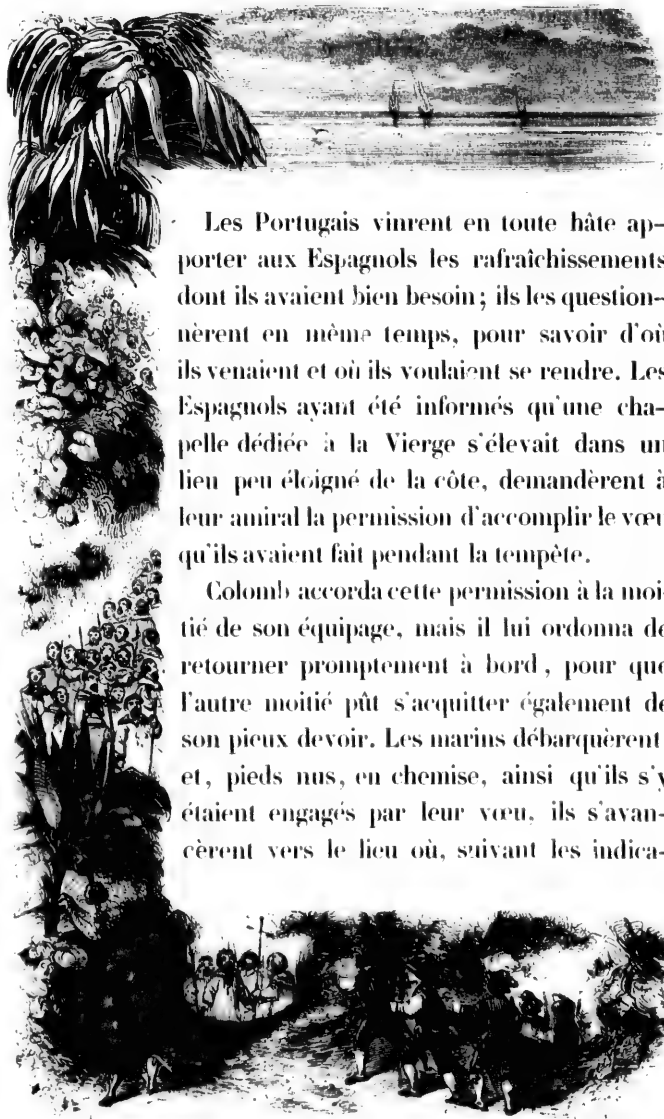 Les Portugais vinrent en toute hâte ap-
porter aux Espagnols les rafraîchissements
dont ils avaient bien besoin; ils les question-
nèrent en même temps, pour savoir d'où
ils venaient et où ils voulaient se rendre. Les
Espagnols ayant été informés qu'une cha-
pelle dédiée à la Vierge s'élevait dans un
lieu peu éloigné de la côte, demandèrent à
leur amiral la permission d'accomplir le vœu
qu'ils avaient fait pendant la tempête.
Colomb accorda cette permission à la moi-
tié de son équipage, mais il lui ordonna de
retourner promptement à bord, pour que
l'autre moitié pût s'acquitter également de
son pieux devoir. Les marins débarquèrent
et, pieds nus, en chemise, ainsi qu'ils s'y
étaient engagés par leur vœu, ils s'avan-
cèrent vers le lieu où, suivant les indica-